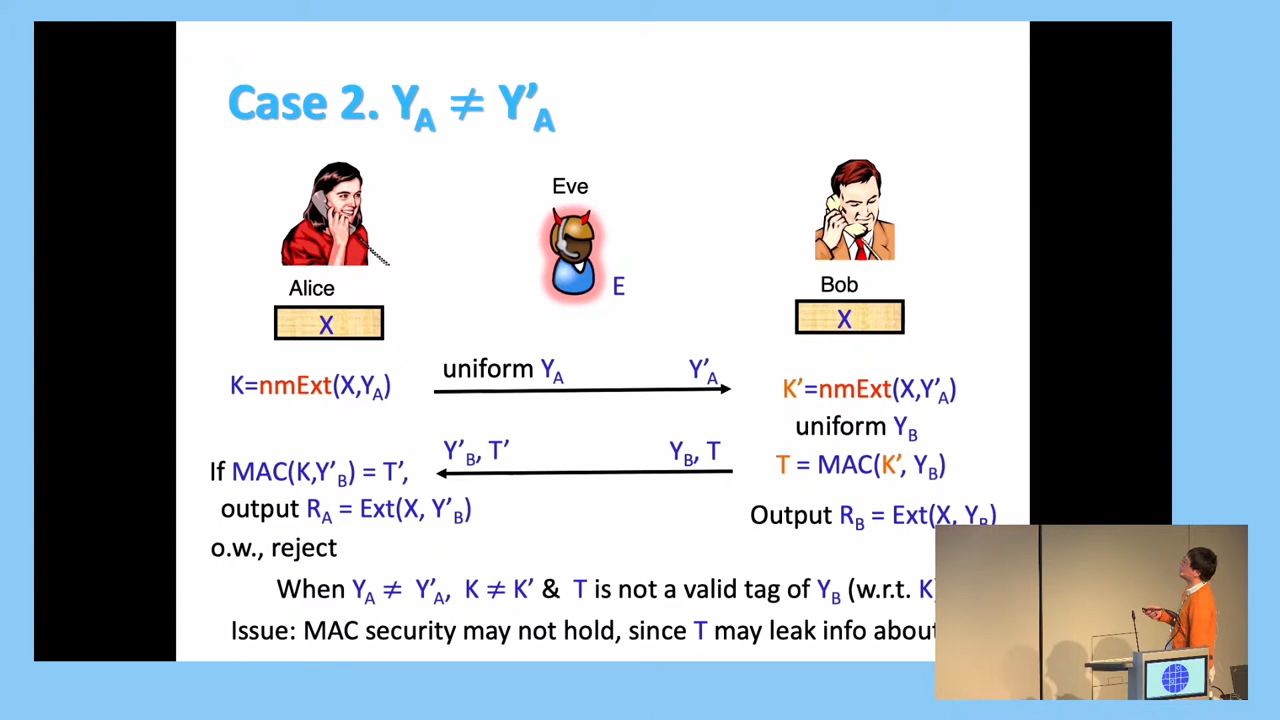 Case 2. Y_A ≠ Y'_A
Eve
E
Alice
Bob
X
X
K=nmExt(X,Y_A)
uniform Y_A
Y'_A
K'=nmExt(X,Y'_A)
uniform Y_B
Y'_B, T'
Y_B, T
T = MAC(K', Y_B)
If MAC(K,Y'_B) = T',
output R_A = Ext(X, Y'_B)
o.w., reject
Output R_B = Ext(X, Y_B)
When Y_A ≠ Y'_A, K ≠ K' & T is not a valid tag of Y_B (w.r.t. K)
Issue: MAC security may not hold, since T may leak info about